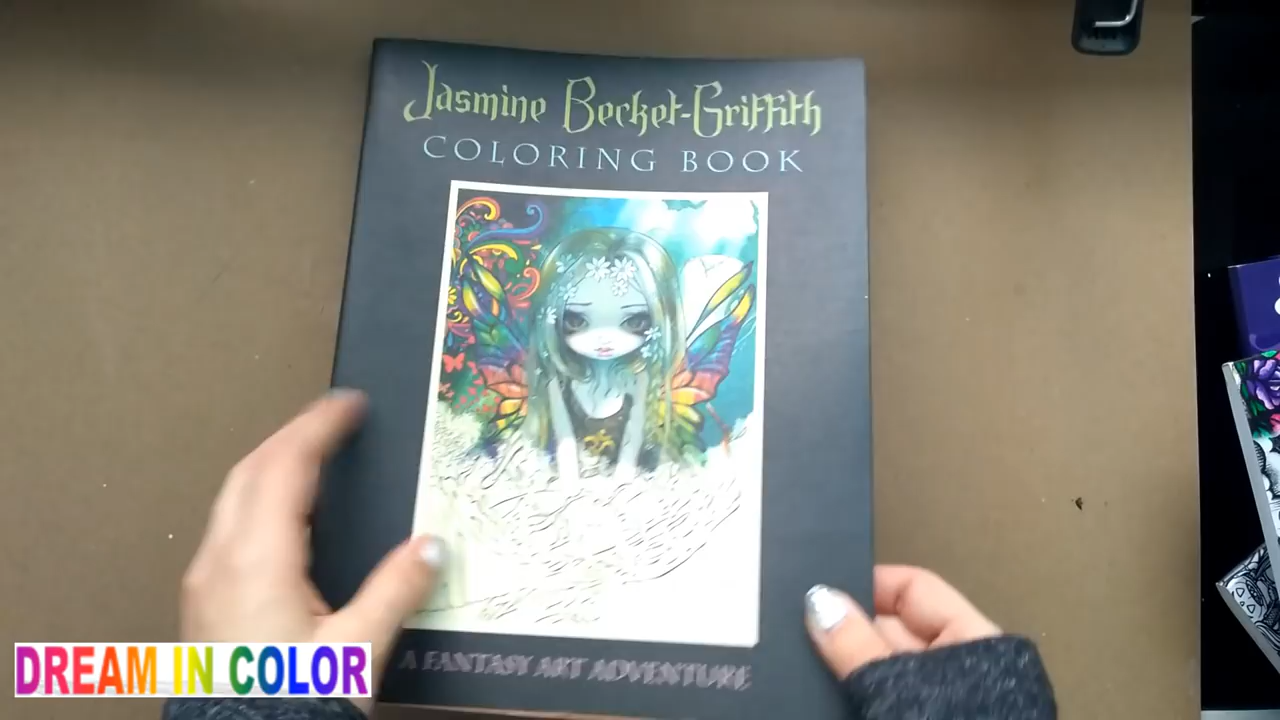 Jasmine Becket-Griffith
COLORING BOOK
A FANTASY ART ADVENTURE
DREAM IN COLOR